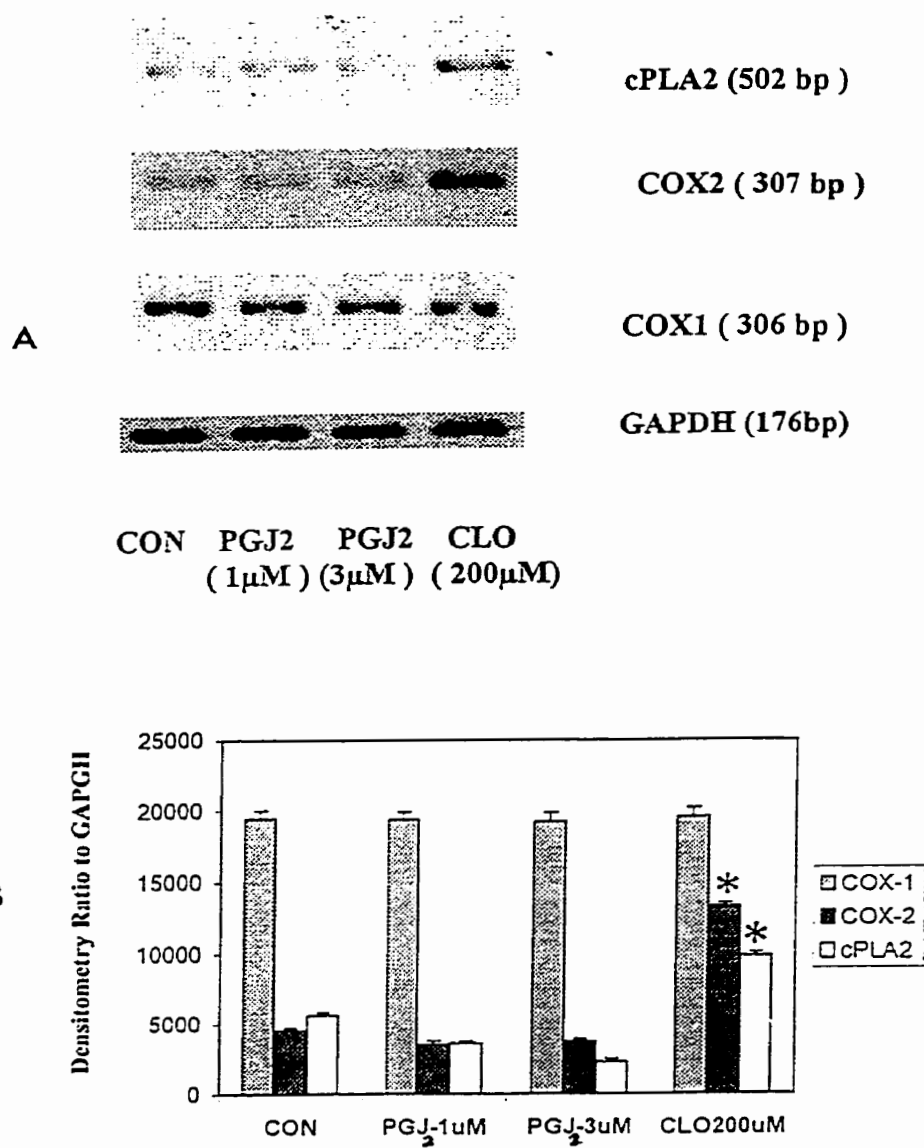 cPLA2 (502 bp )
COX2 ( 307 bp )
A
COX1 ( 306 bp )
GAPDH (176bp)
CON PGJ2 PGJ2 CLO
( 1µM ) (3µM ) ( 200µM)
Densitometry Ratio to GAPGH
25000
20000
15000
10000
5000
0
* *
COX-1
COX-2
cPLA2
CON PGJ2-1uM PGJ2-3uM CLO200uM